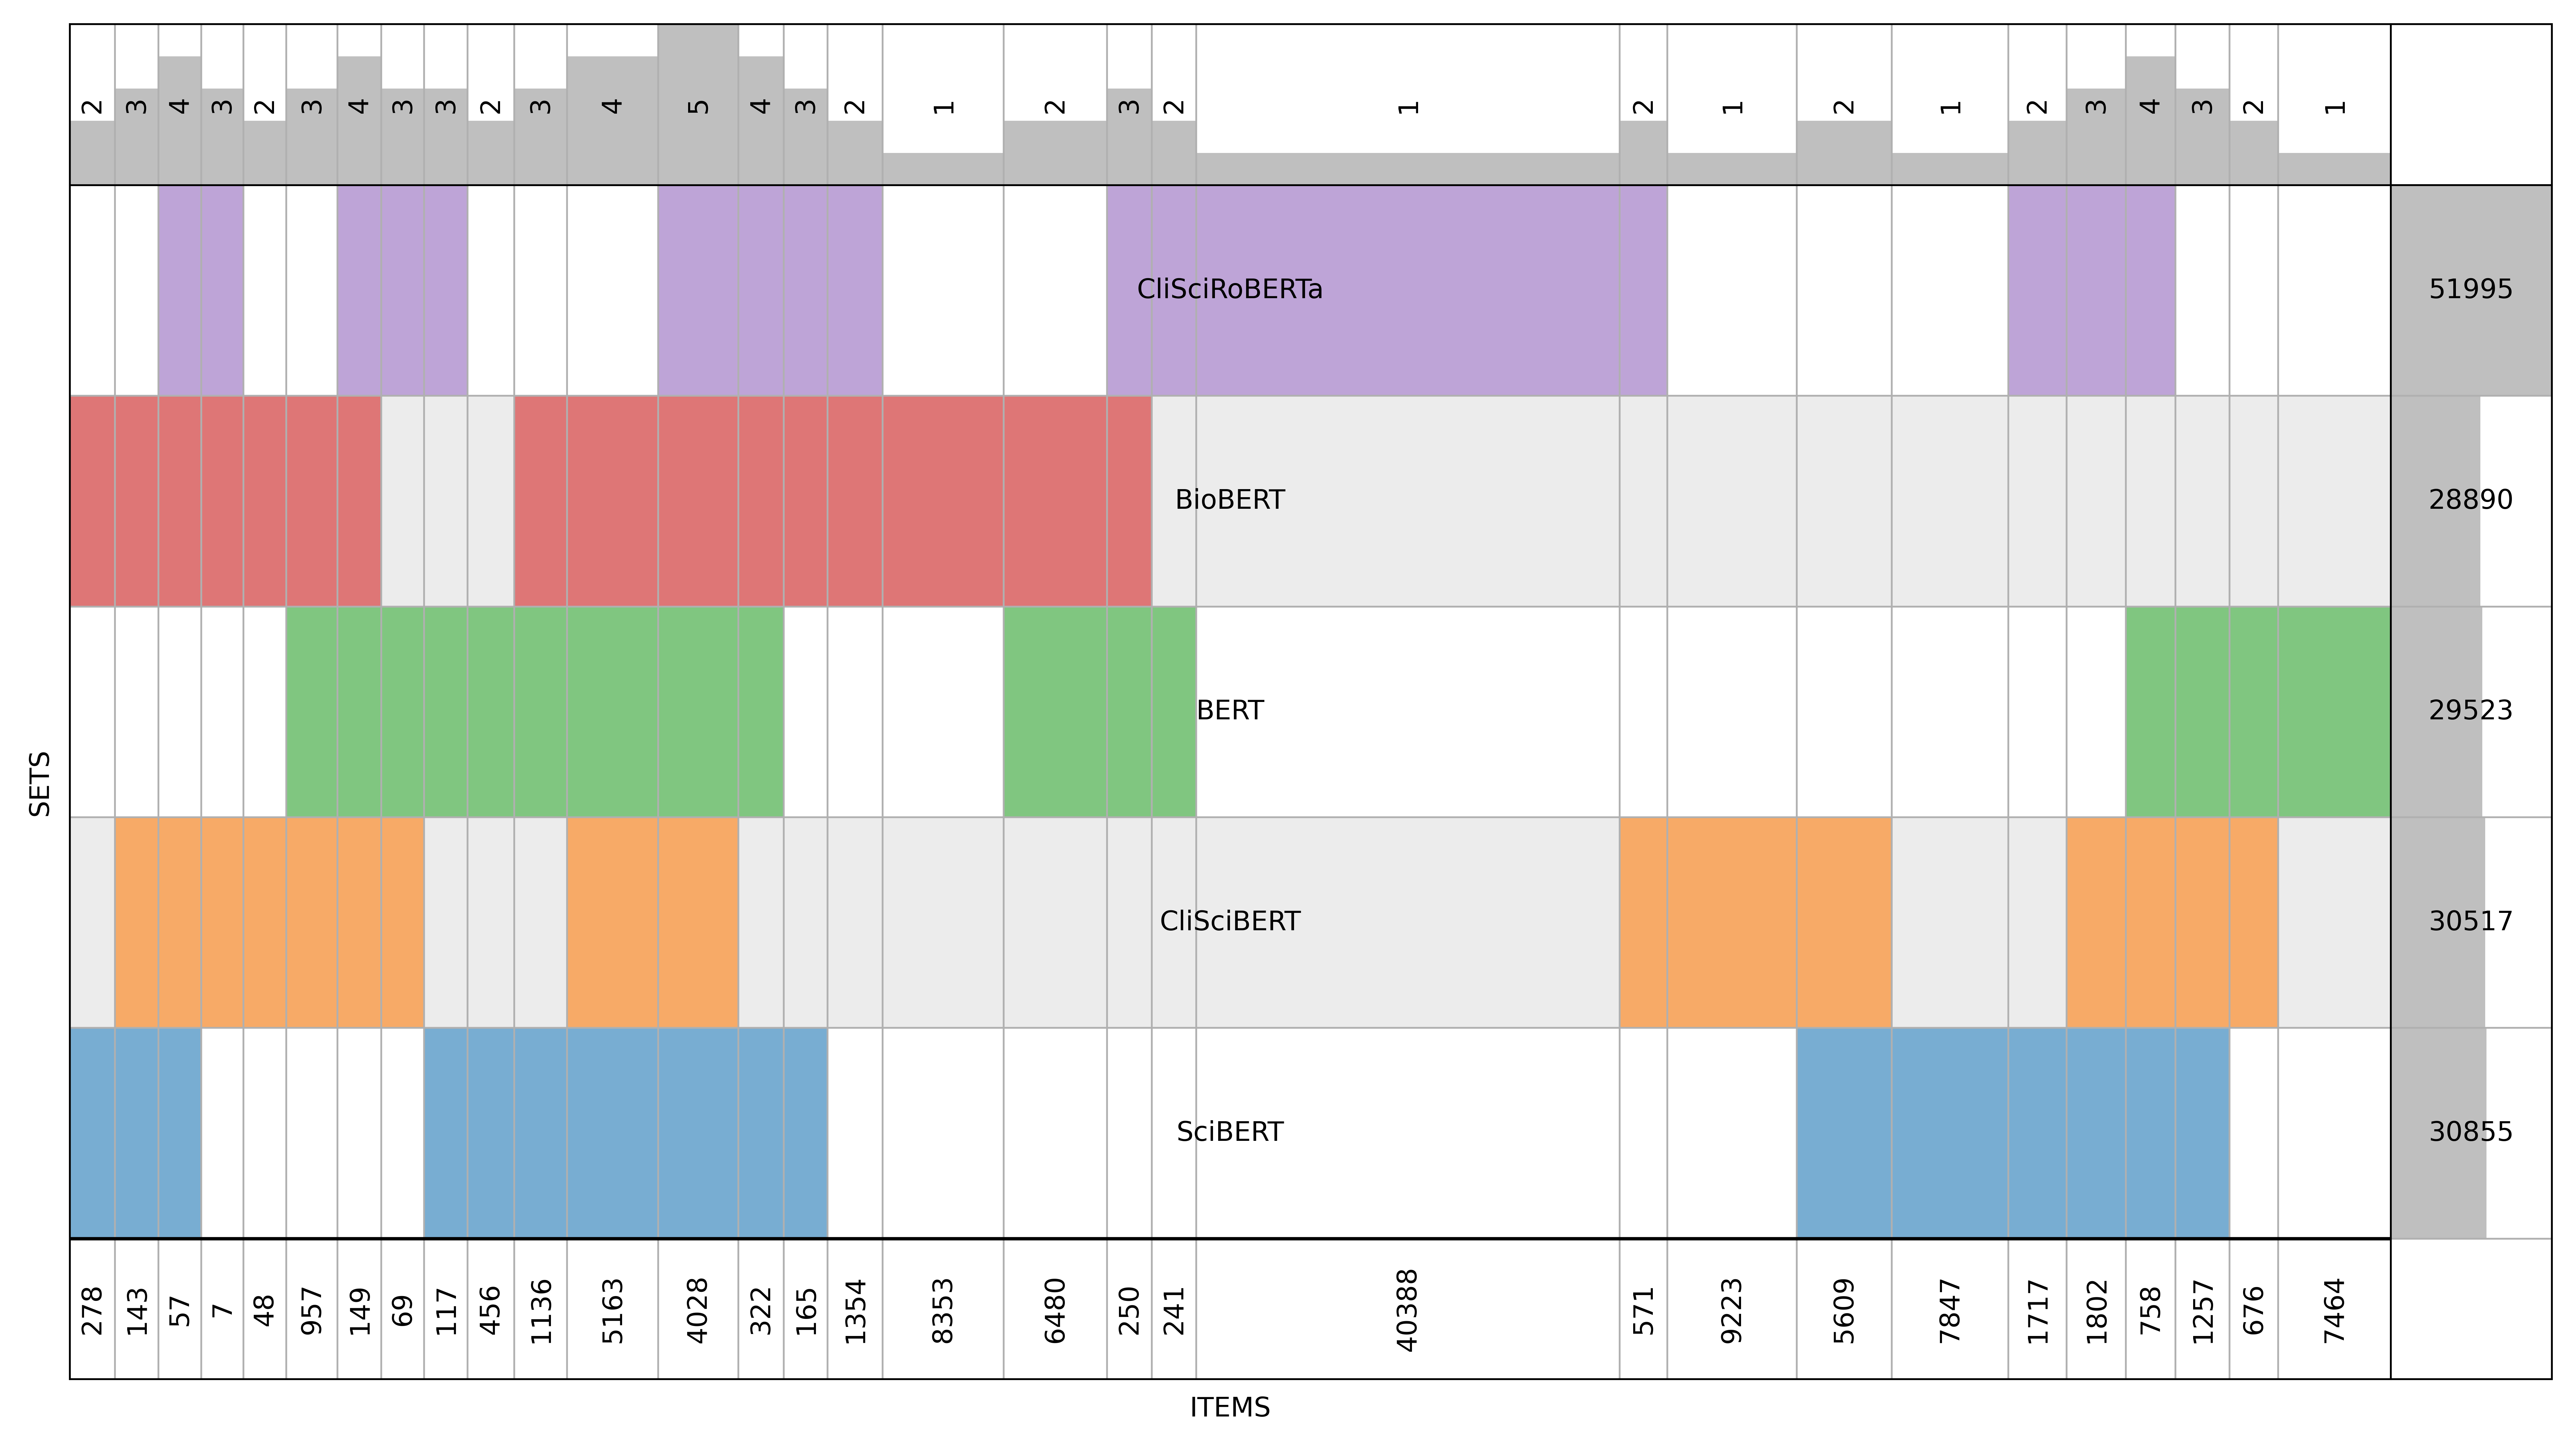 2 3 4 3 2 3 4 3 3 2 3 4 5 4 3 2 1 2 3 2 1 2 1 2 1 2 3 4 3 2 1
CliSciRoBERTa 51995
BioBERT 28890
BERT 29523
SETS
CliSciBERT 30517
SciBERT 30855
278 143 57 7 48 957 149 69 117 456 1136 5163 4028 322 165 1354 8353 6480 250 241 40388 571 9223 5609 7847 1717 1802 758 1257 676 7464
ITEMS